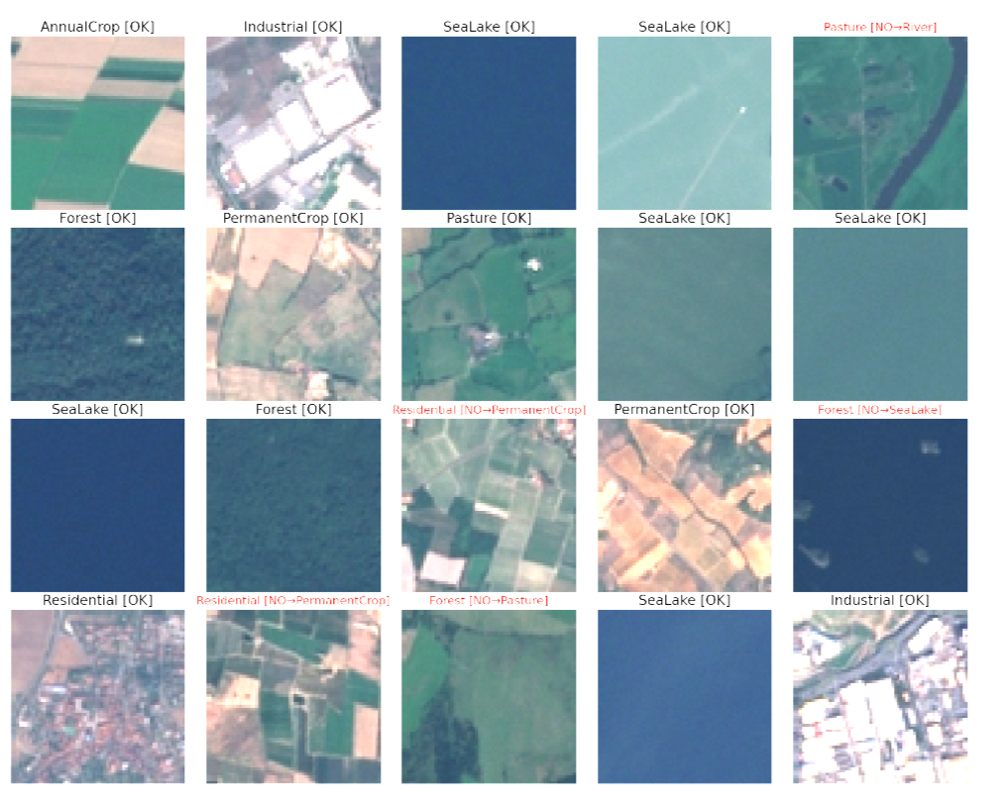 AnnualCrop [OK]
Industrial [OK]
SeaLake [OK]
SeaLake [OK]
Pasture [NO→River]
Forest [OK]
PermanentCrop [OK]
Pasture [OK]
SeaLake [OK]
SeaLake [OK]
SeaLake [OK]
Forest [OK]
Residential [NO→PermanentCrop]
PermanentCrop [OK]
Forest [NO→SeaLake]
Residential [OK]
Residential [NO→PermanentCrop]
Forest [NO→Pasture]
SeaLake [OK]
Industrial [OK]